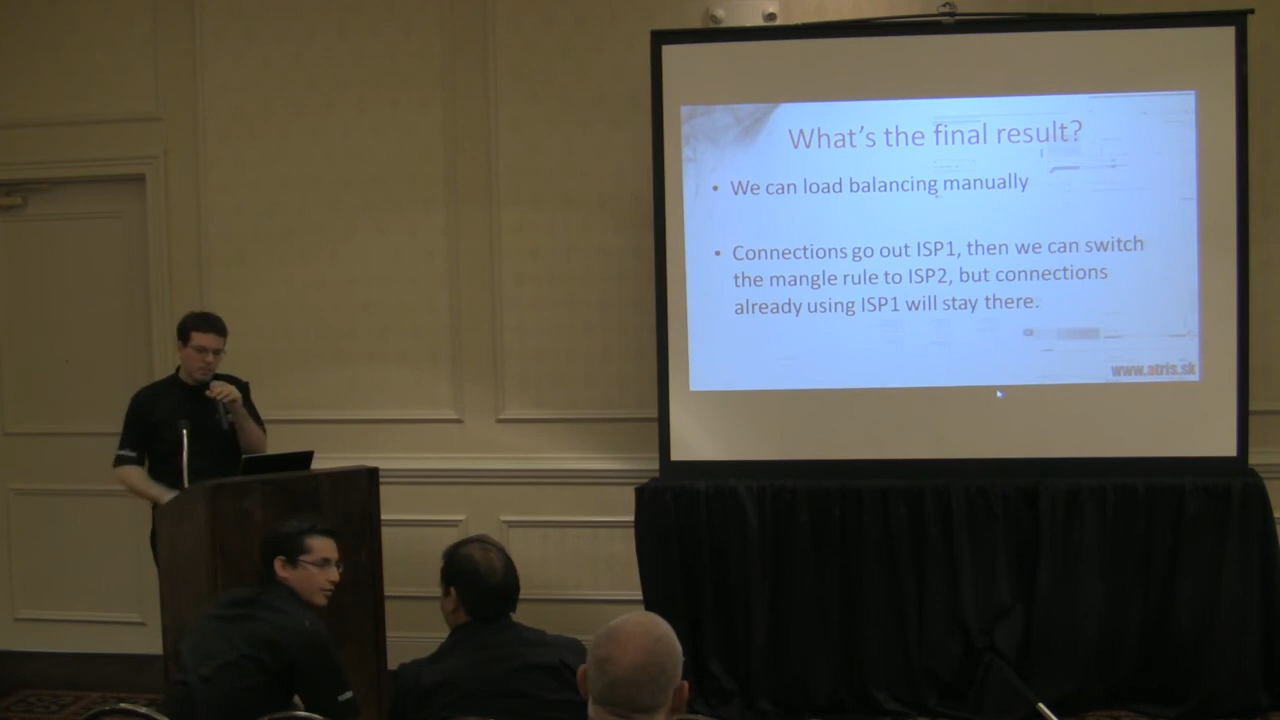 What's the final result?
• We can load balancing manually
• Connections go out ISP1, then we can switch
the mangle rule to ISP2, but connections
already using ISP1 will stay there.
www.atris.sk